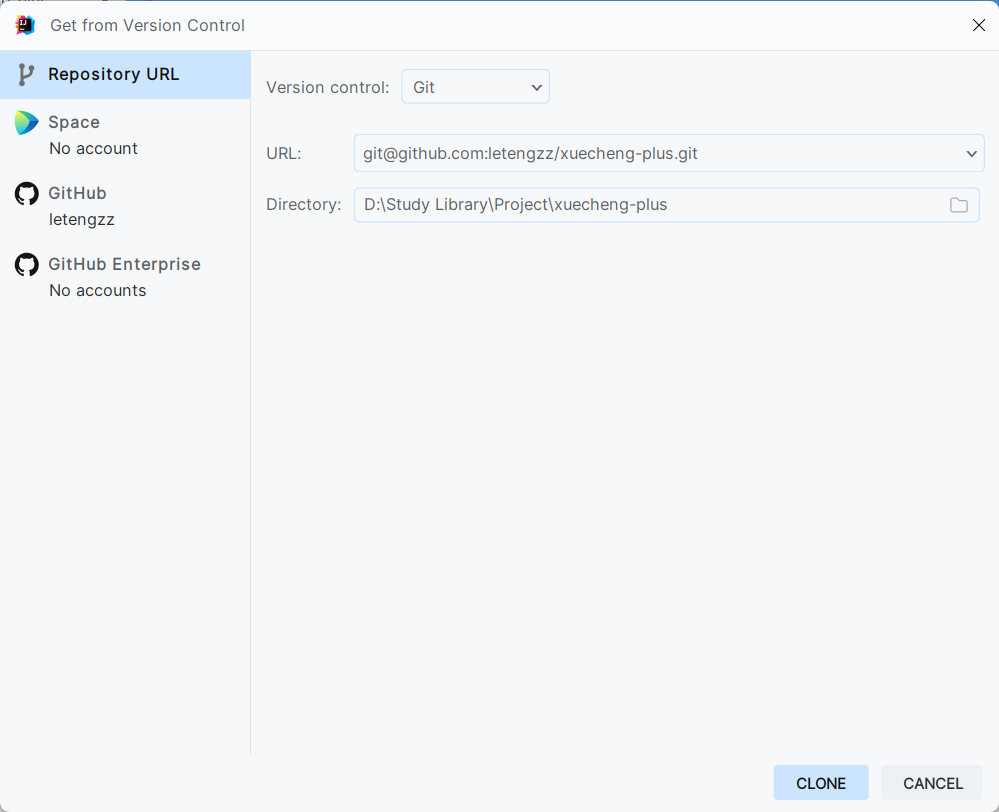 Get from Version Control
Repository URL
Space
No account
GitHub
letengzz
GitHub Enterprise
No accounts
Version control: Git
URL: git@github.com:letengzz/xuecheng-plus.git
Directory: D:\Study Library\Project\xuecheng-plus
CLONE CANCEL